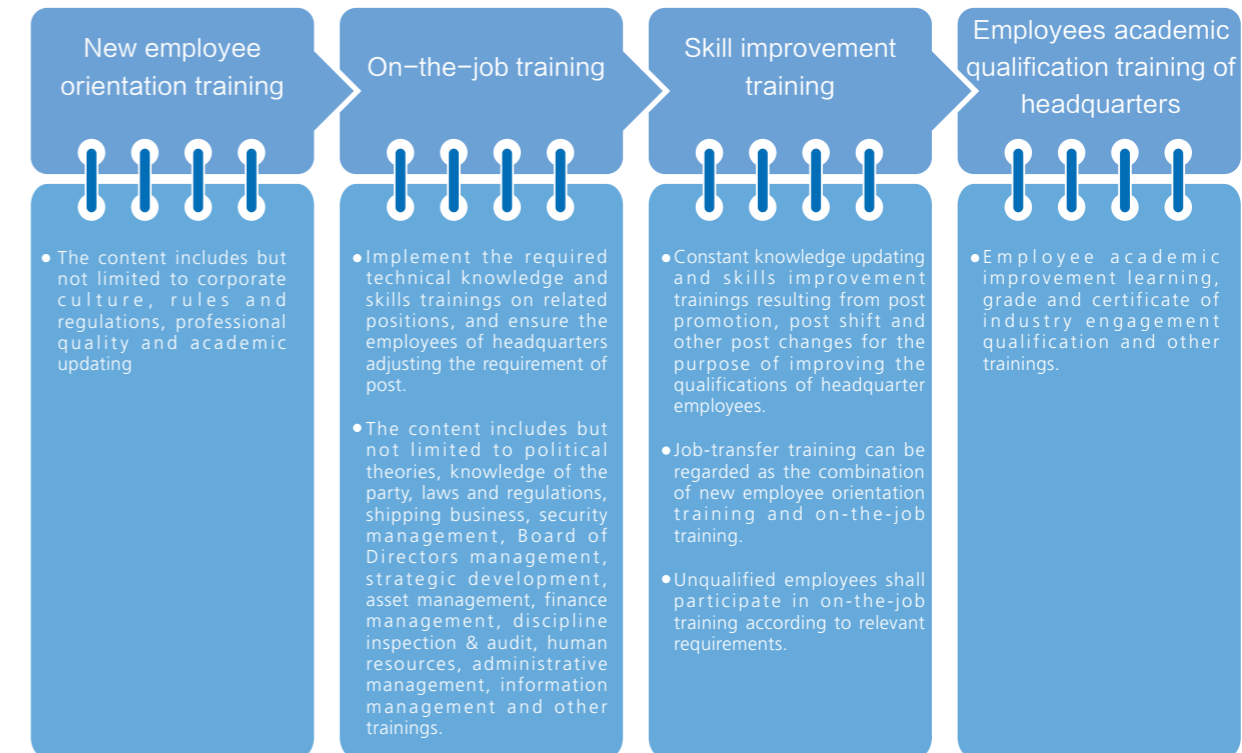 New employee
orientation training
The content includes but
not limited to corporate
culture, rules and
regulations, professional
quality and academic
updating
On-the-job training
Implement the required
technical knowledge and
skills trainings on related
positions, and ensure the
employees of headquarters
adjusting the requirement of
post.
The content includes but
not limited to political
theories, knowledge of the
party, laws and regulations,
shipping business, security
management, Board of
Directors management,
strategic development,
asset management, finance
management, discipline
inspection & audit, human
resources, administrative
management, information
management and other
trainings.
Skill improvement
training
Constant knowledge updating
and skills improvement
trainings resulting from post
promotion, post shift and
other post changes for the
purpose of improving the
qualifications of headquarter
employees.
Job-transfer training can be
regarded as the combination
of new employee orientation
training and on-the-job
training.
Unqualified employees shall
participate in on-the-job
training according to relevant
requirements.
Employees academic
qualification training of
headquarters
Employee academic
improvement learning,
grade and certificate of
industry engagement
qualification and other
trainings.